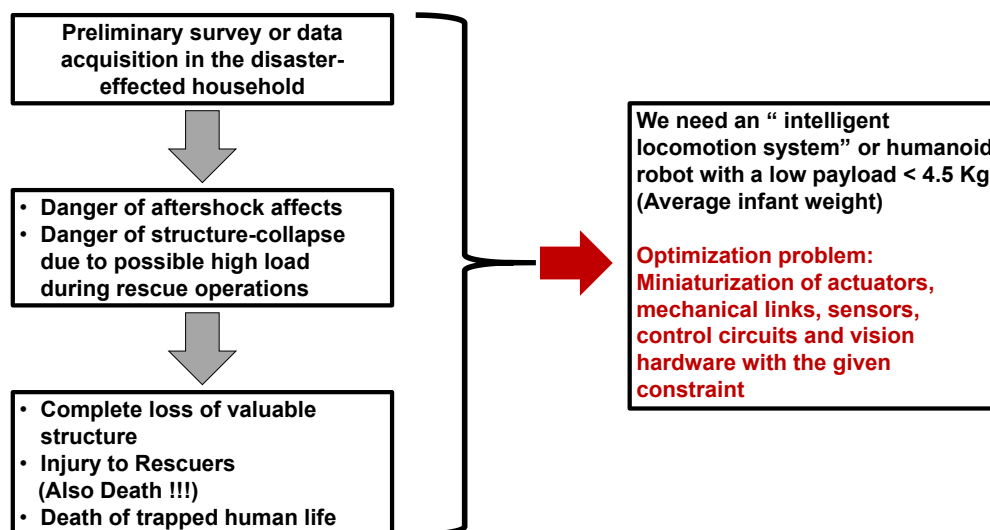 Preliminary survey or data
acquisition in the disaster-
effected household
• Danger of aftershock affects
• Danger of structure-collapse
due to possible high load
during rescue operations
• Complete loss of valuable
structure
• Injury to Rescuers
(Also Death !!!)
• Death of trapped human life
We need an “ intelligent
locomotion system” or humanoid
robot with a low payload < 4.5 Kg
(Average infant weight)
Optimization problem:
Miniaturization of actuators,
mechanical links, sensors,
control circuits and vision
hardware with the given
constraint